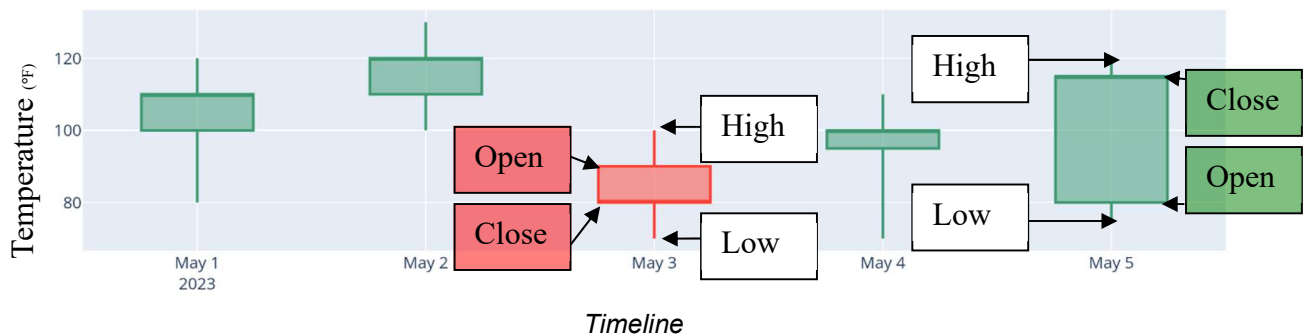 Temperature (°F)
120
100
80
Open
Close
High
Low
High
Low
Close
Open
May 1
2023
May 2
May 3
May 4
May 5
Timeline